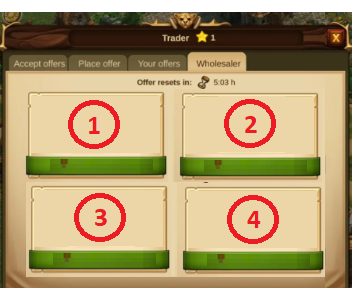 Trader 1
Accept offers Place offer Your offers Wholesaler
Offer resets in: 5:03 h
1 2
3 4